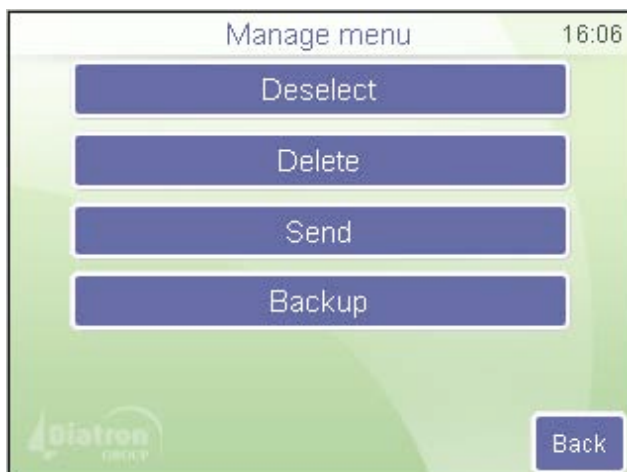 Manage menu 16:06
Deselect
Delete
Send
Backup
Diatron
GROUP
Back